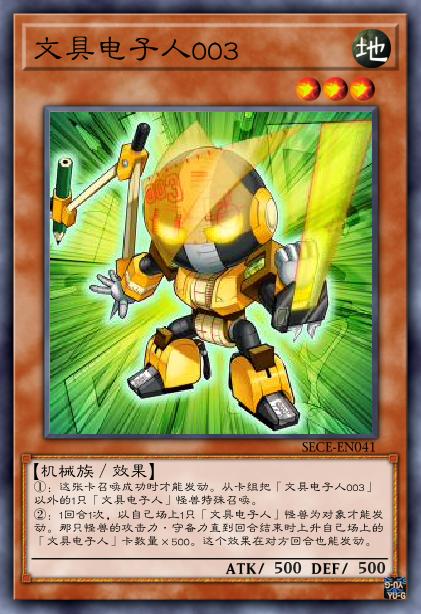 文具电子人003
地
003
SECE-EN041
【机械族／效果】
①：这张卡召唤成功时才能发动。从卡组把「文具电子人003」
以外的1只「文具电子人」怪兽特殊召唤。
②：1回合1次，以自己场上1只「文具电子人」怪兽为对象才能发
动。那只怪兽的攻击力·守备力直到回合结束时上升自己场上的
「文具电子人」卡数量×500。这个效果在对方回合也能发动。
ATK/ 500 DEF/ 500